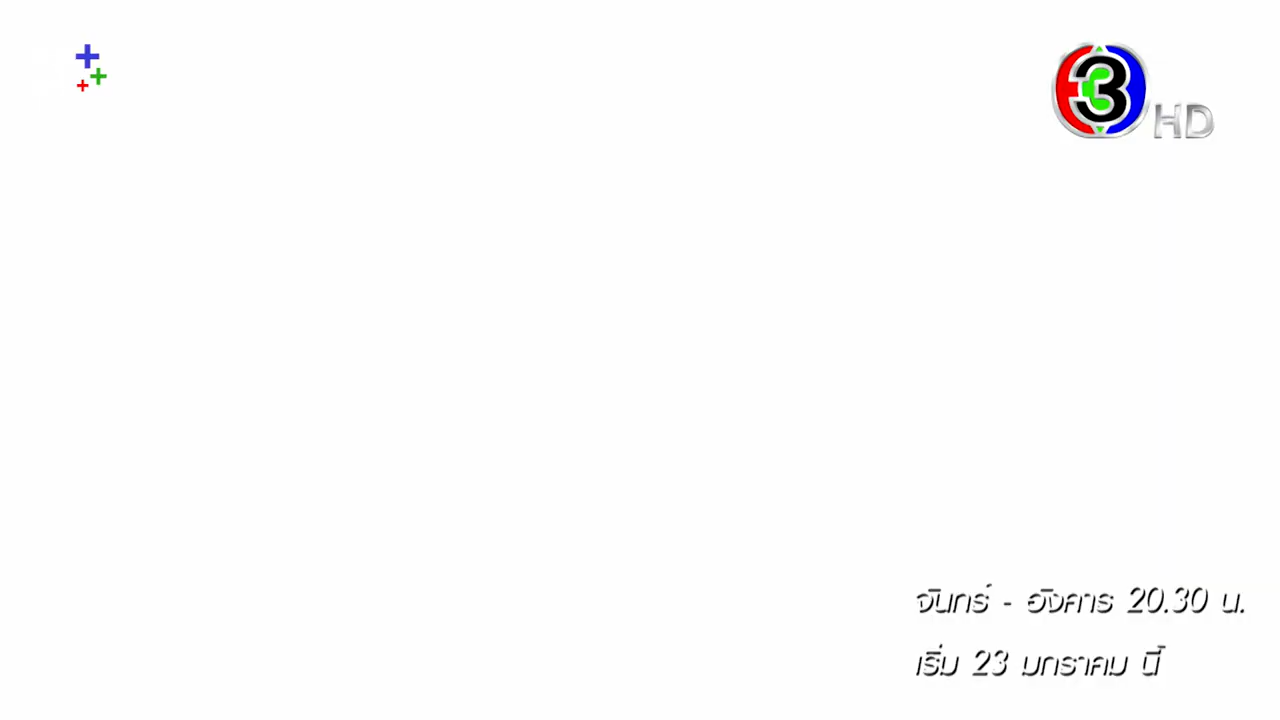 3 HD
จันทร์ - อังคาร 20.30 น.
เริ่ม 23 มกราคม นี้